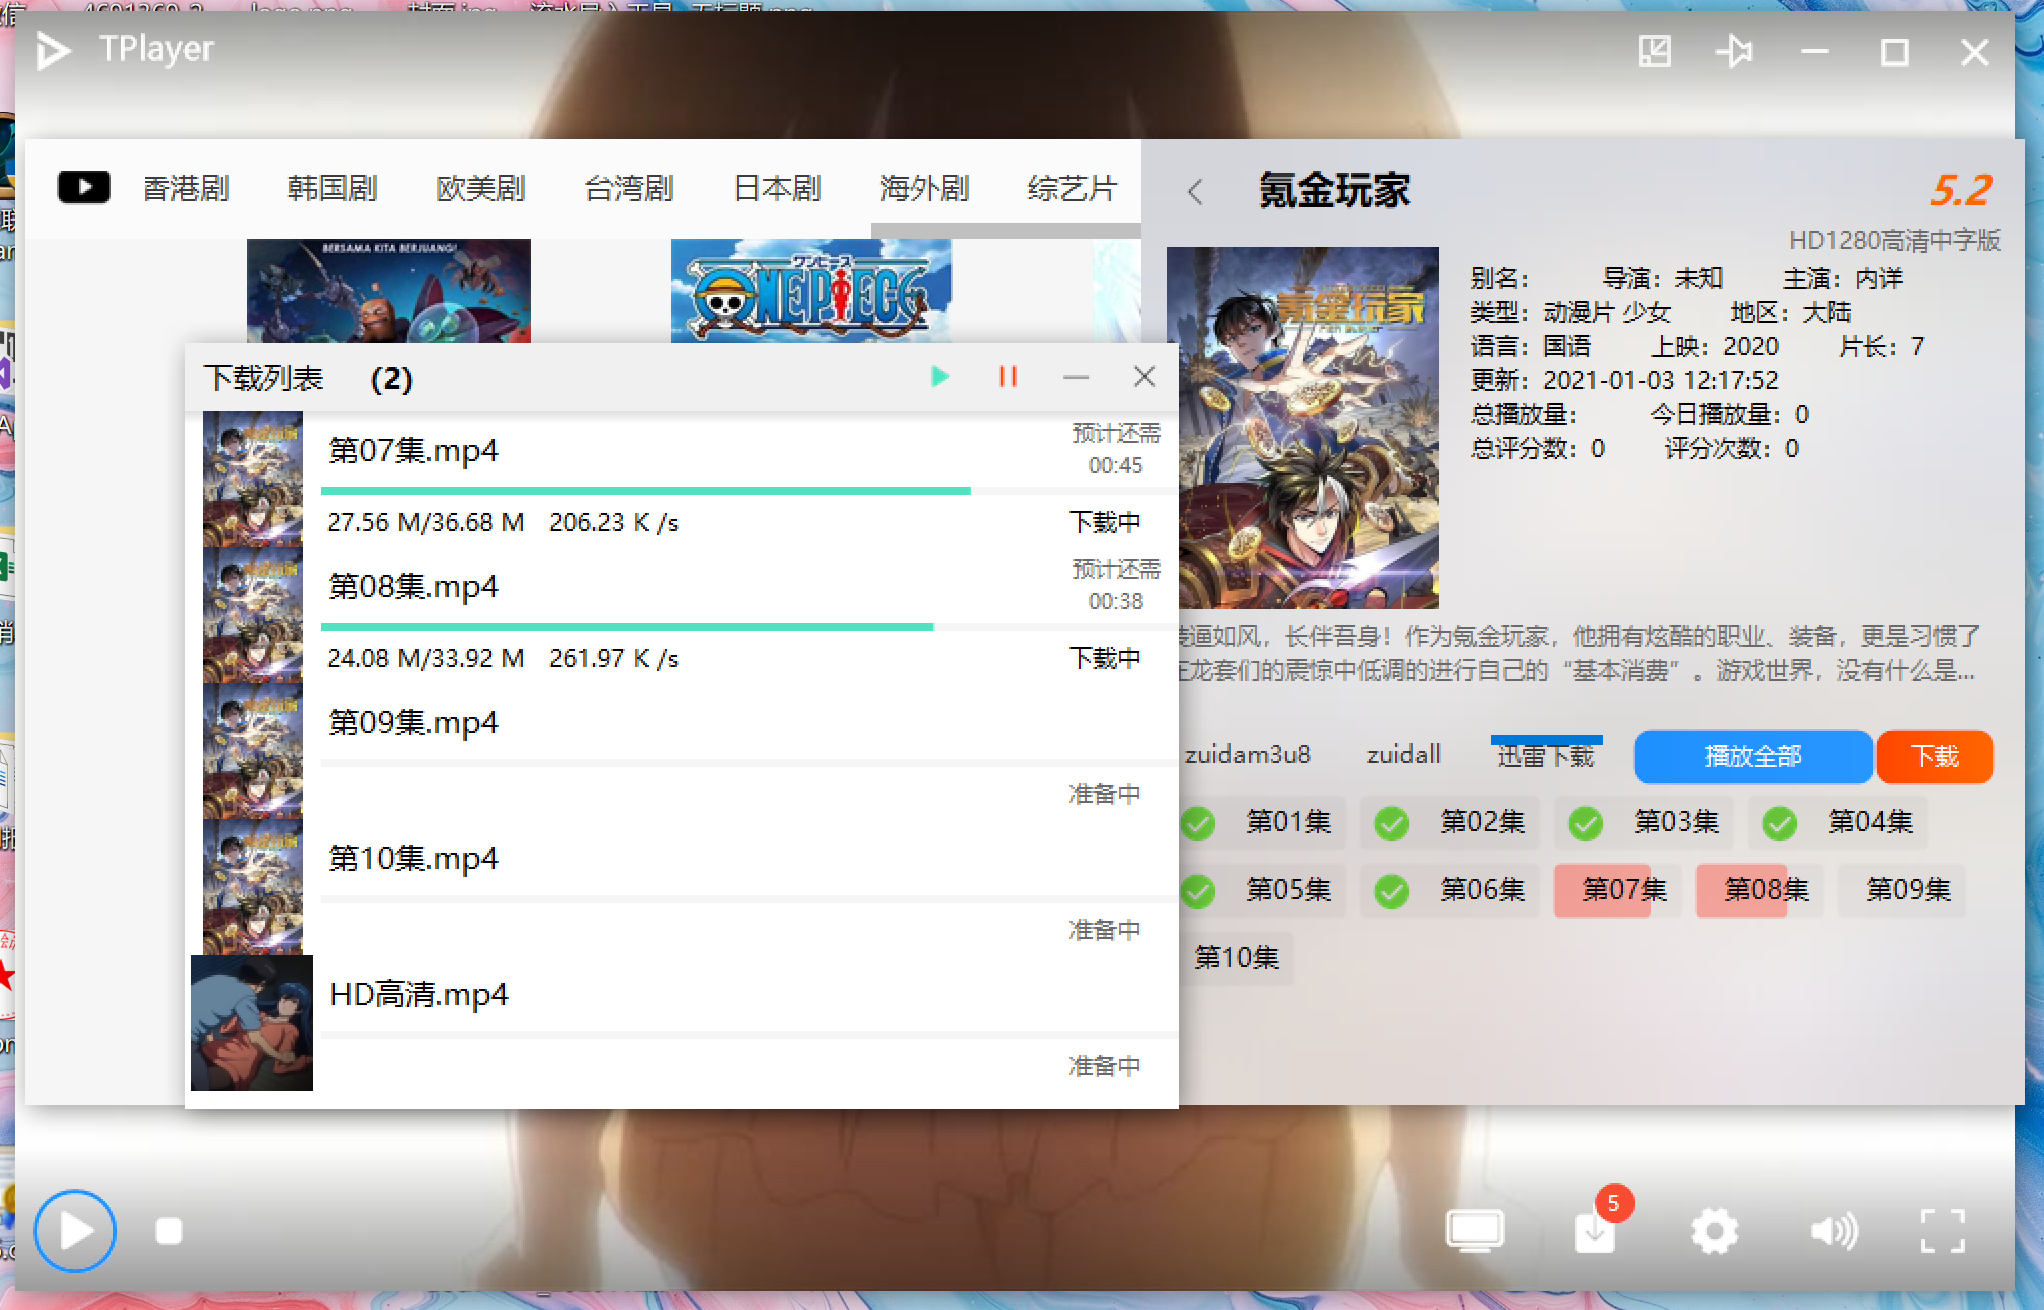 TPlayer
香港剧 韩国剧 欧美剧 台湾剧 日本剧 海外剧 综艺片
BERSAMA KITA BERJUANG!
ワンピース
ONE PIECE
下载列表 (2)
第07集.mp4
预计还需
00:45
27.56 M/36.68 M 206.23 K /s 下载中
第08集.mp4
预计还需
00:38
24.08 M/33.92 M 261.97 K /s 下载中
第09集.mp4
准备中
第10集.mp4
准备中
HD高清.mp4
准备中
氪金玩家 5.2
HD1280高清中字版
氪金玩家
别名： 导演：未知 主演：内详
类型：动漫片 少女 地区：大陆
语言：国语 上映：2020 片长：7
更新：2021-01-03 12:17:52
总播放量： 今日播放量：0
总评分数：0 评分次数：0
逼如风，长伴吾身！作为氪金玩家，他拥有炫酷的职业、装备，更是习惯了
龙套们的震惊中低调的进行自己的“基本消费”。游戏世界，没有什么是...
zuidam3u8 zuidall 迅雷下载 播放全部 下载
第01集 第02集 第03集 第04集
第05集 第06集 第07集 第08集 第09集
第10集
5